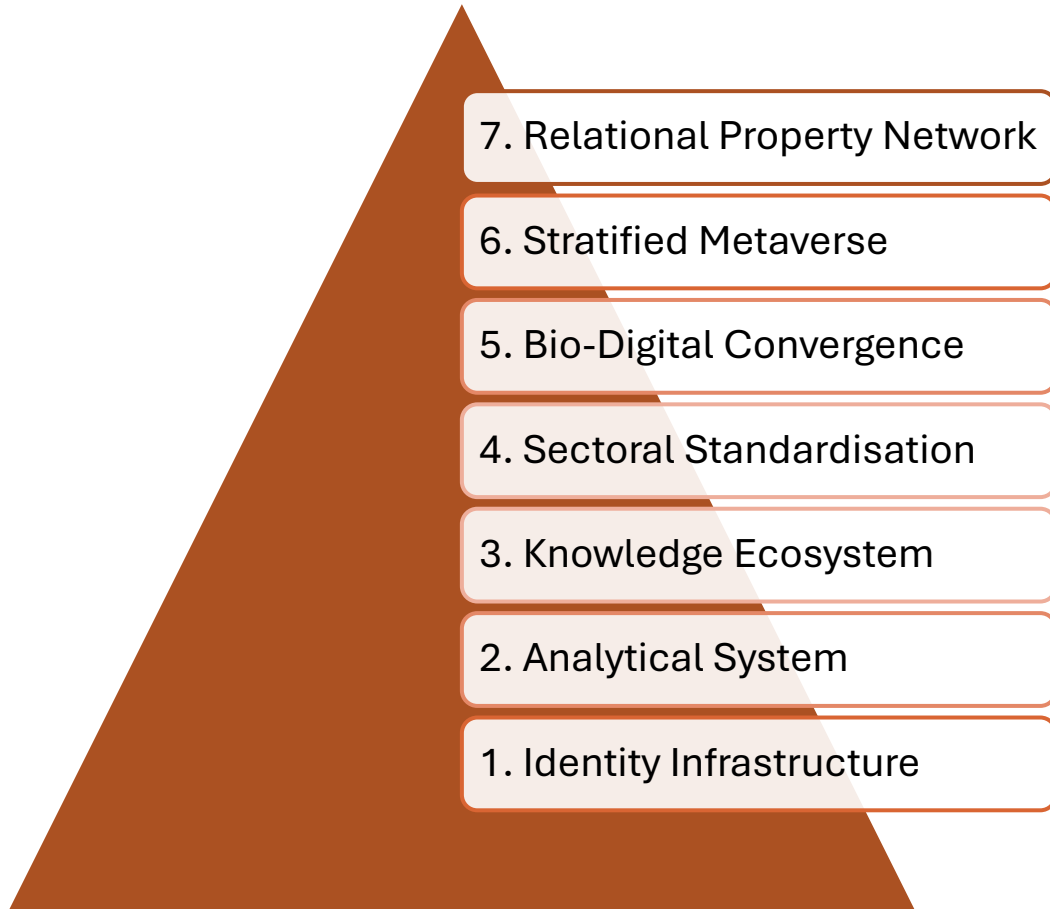 7. Relational Property Network
6. Stratified Metaverse
5. Bio-Digital Convergence
4. Sectoral Standardisation
3. Knowledge Ecosystem
2. Analytical System
1. Identity Infrastructure